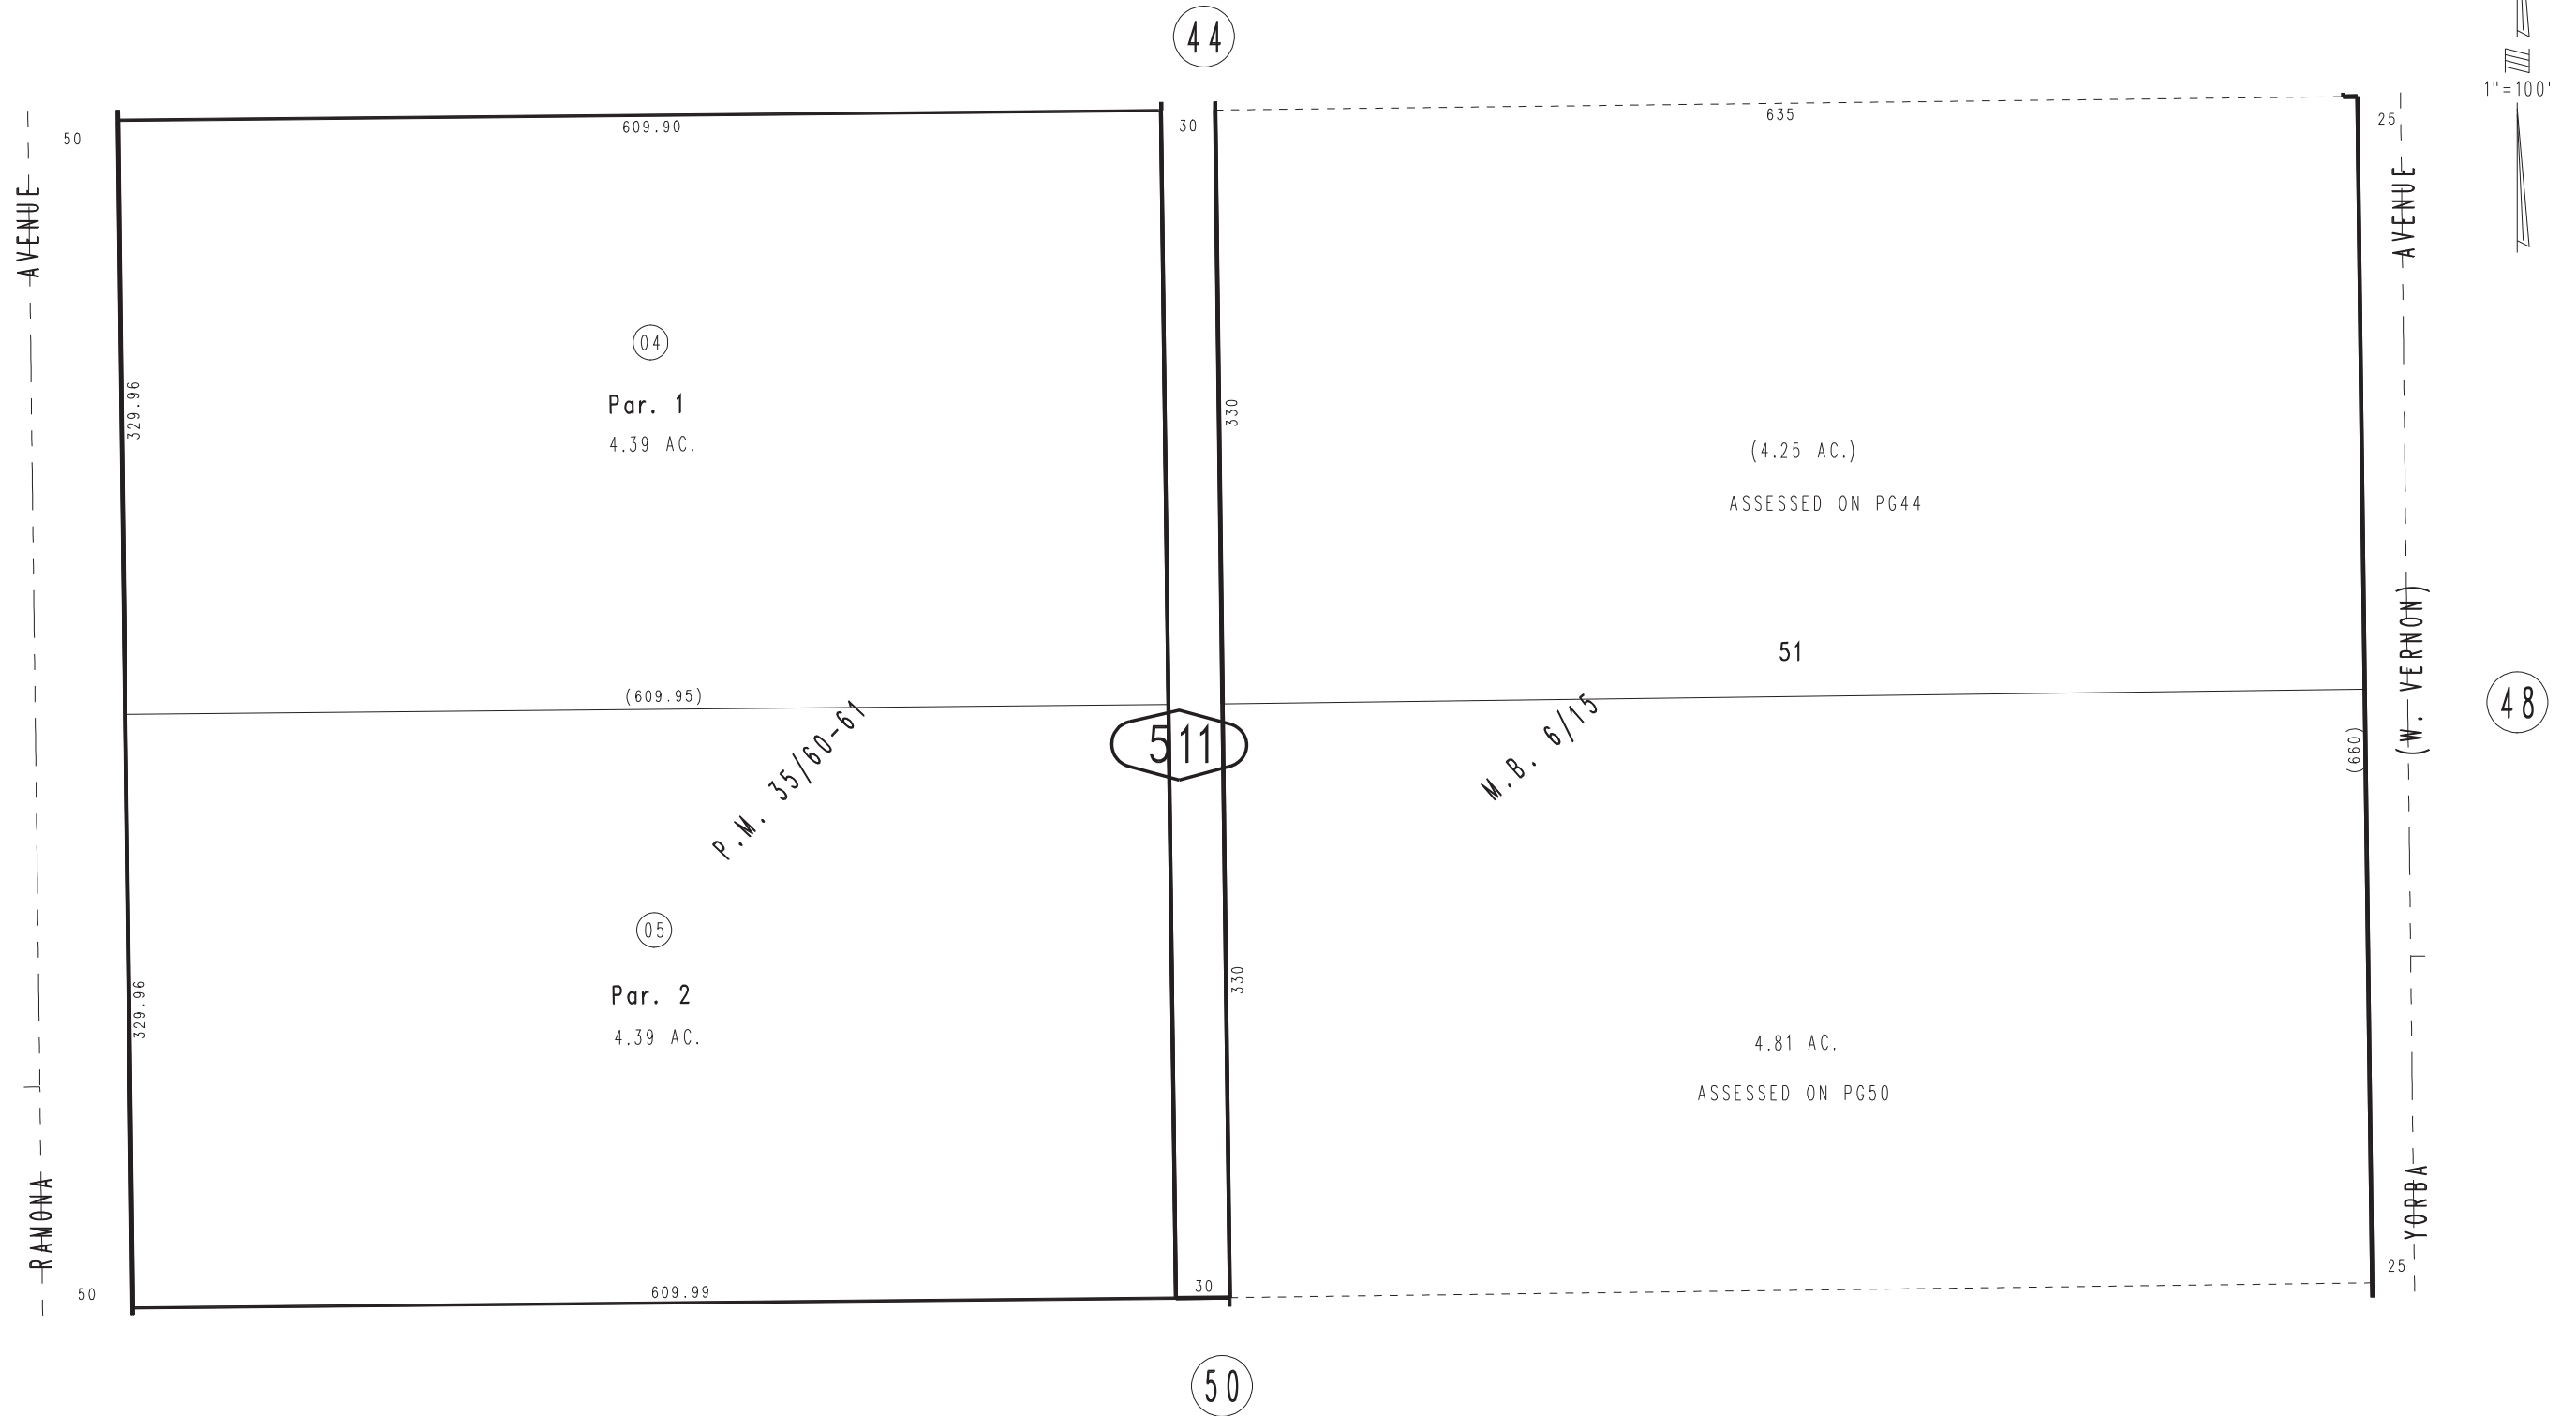 44
1"=100'
50
609.90
30
635
25
AVENUE
AVENUE
04
Par. 1
4.39 AC.
329.96
330
(4.25 AC.)
ASSESSED ON PG44
51
(W. VERNON)
(609.95)
P.M. 35/60-61
511
M.B. 6/15
(660)
48
05
Par. 2
4.39 AC.
329.96
330
4.81 AC.
ASSESSED ON PG50
RAMONA
YORBA
50
609.99
30
25
50